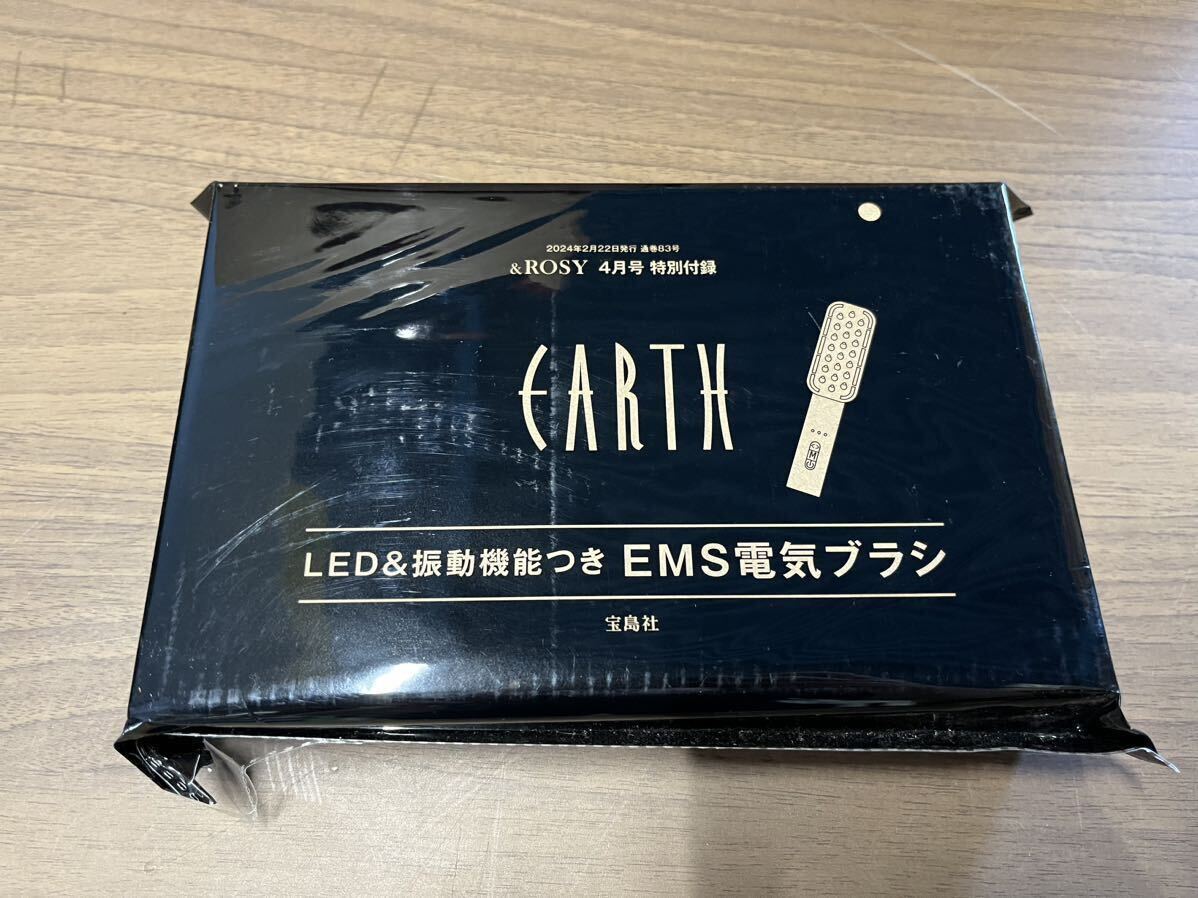 2024年2月22日発行 通巻83号
&ROSY 4月号 特別付録
EARTH
M
LED&振動機能つき EMS電気ブラシ
宝島社